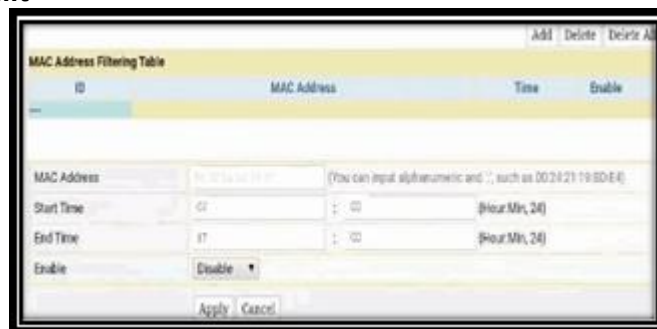 Add Delete Delete Al
MAC Address Filtering Table
ID MAC Address Time Enable
---
MAC Address (You can input alphanumeric and ':', such as 00:24:21:19:BD:E4)
Start Time : (Hour:Min, 24)
End Time : (Hour:Min, 24)
Enable Disable
Apply Cancel